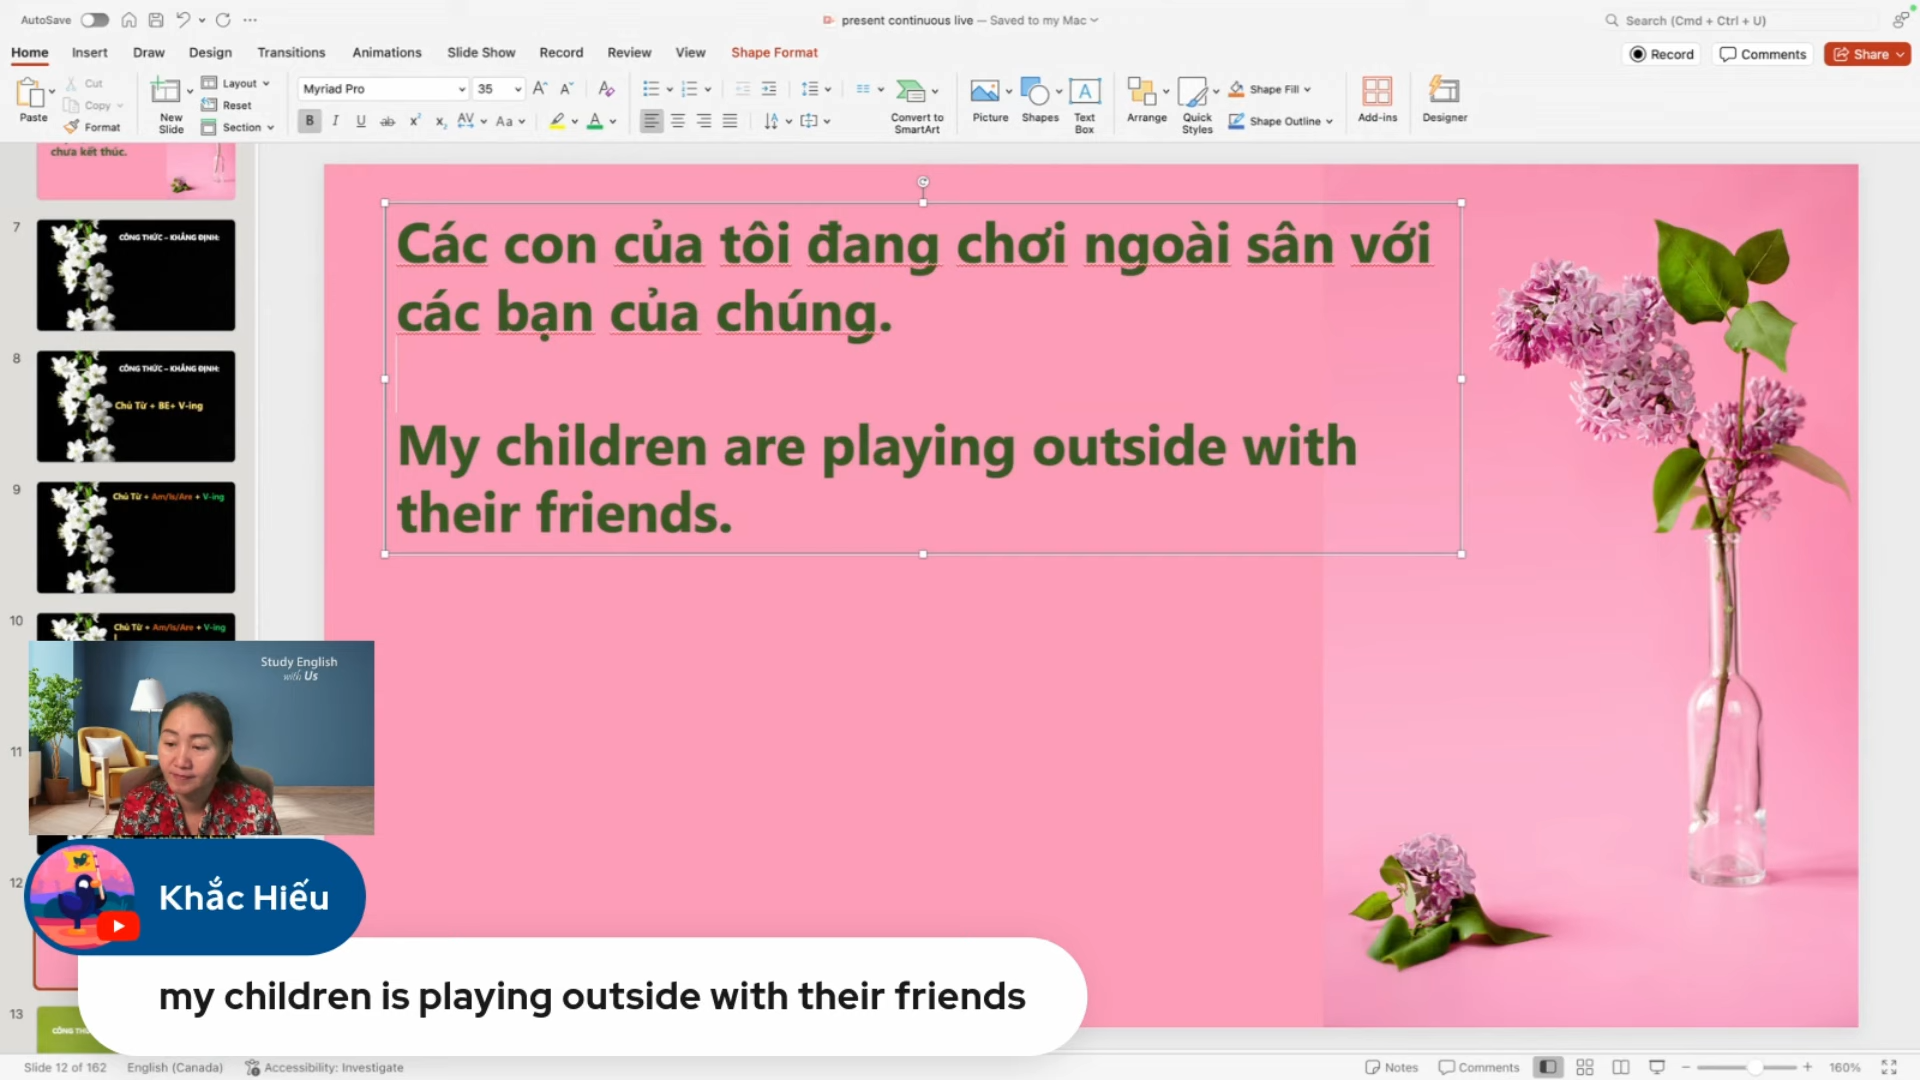 AutoSave
present continuous live — Saved to my Mac
Search (Cmd + Ctrl + U)
Home Insert Draw Design Transitions Animations Slide Show Record Review View Shape Format
Record Comments Share
Paste
Cut
Copy
Format
New Slide
Layout
Reset
Section
Myriad Pro 35
Convert to SmartArt
Picture
Shapes
Text Box
Arrange
Quick Styles
Shape Fill
Shape Outline
Add-ins
Designer
chưa kết thúc.
7
CÔNG THỨC – KHẲNG ĐỊNH:
8
CÔNG THỨC – KHẲNG ĐỊNH:
Chủ Từ + BE+ V-ing
9
Chủ Từ + Am/Is/Are + V-ing
10
Chủ Từ + Am/Is/Are + V-ing
11
12
13
Các con của tôi đang chơi ngoài sân với
các bạn của chúng.
My children are playing outside with
their friends.
Study English
with Us
Khắc Hiếu
my children is playing outside with their friends
Slide 12 of 162 English (Canada) Accessibility: Investigate
Notes Comments 160%